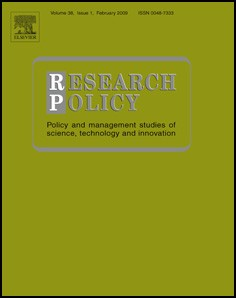 ELSEVIER
Volume 38, Issue 1, February 2009
ISSN 0048-7333
RESEARCH
POLICY
Policy and management studies of
science, technology and innovation